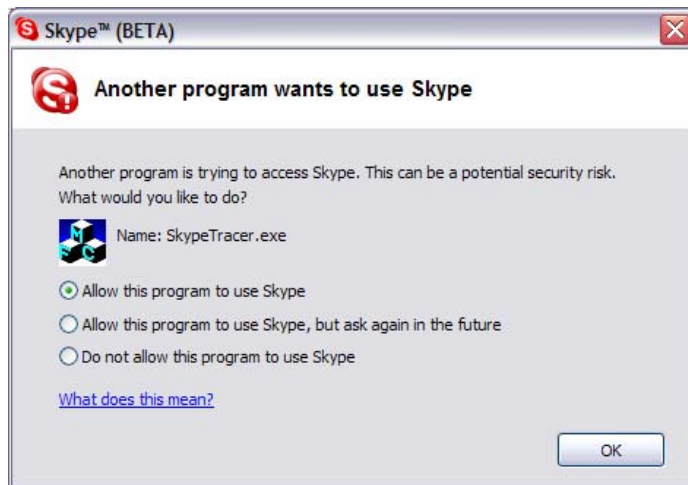 Skype™ (BETA)
Another program wants to use Skype
Another program is trying to access Skype. This can be a potential security risk.
What would you like to do?
M
F C
Name: SkypeTracer.exe
Allow this program to use Skype
Allow this program to use Skype, but ask again in the future
Do not allow this program to use Skype
What does this mean?
OK